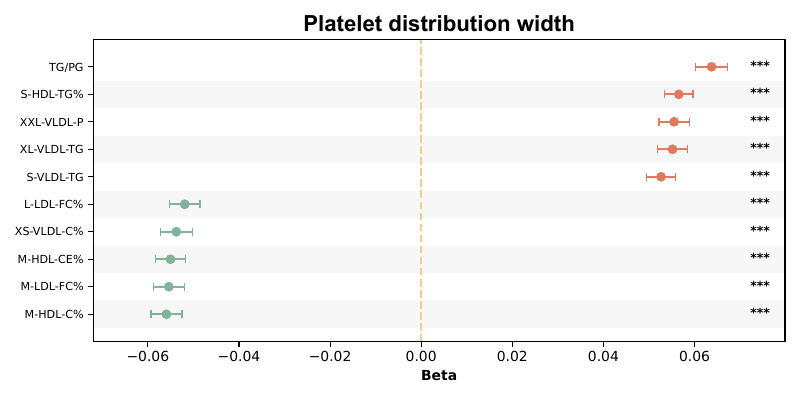 Platelet distribution width
TG/PG ***
S-HDL-TG% ***
XXL-VLDL-P ***
XL-VLDL-TG ***
S-VLDL-TG ***
L-LDL-FC% ***
XS-VLDL-C% ***
M-HDL-CE% ***
M-LDL-FC% ***
M-HDL-C% ***
−0.06 −0.04 −0.02 0.00 0.02 0.04 0.06
Beta